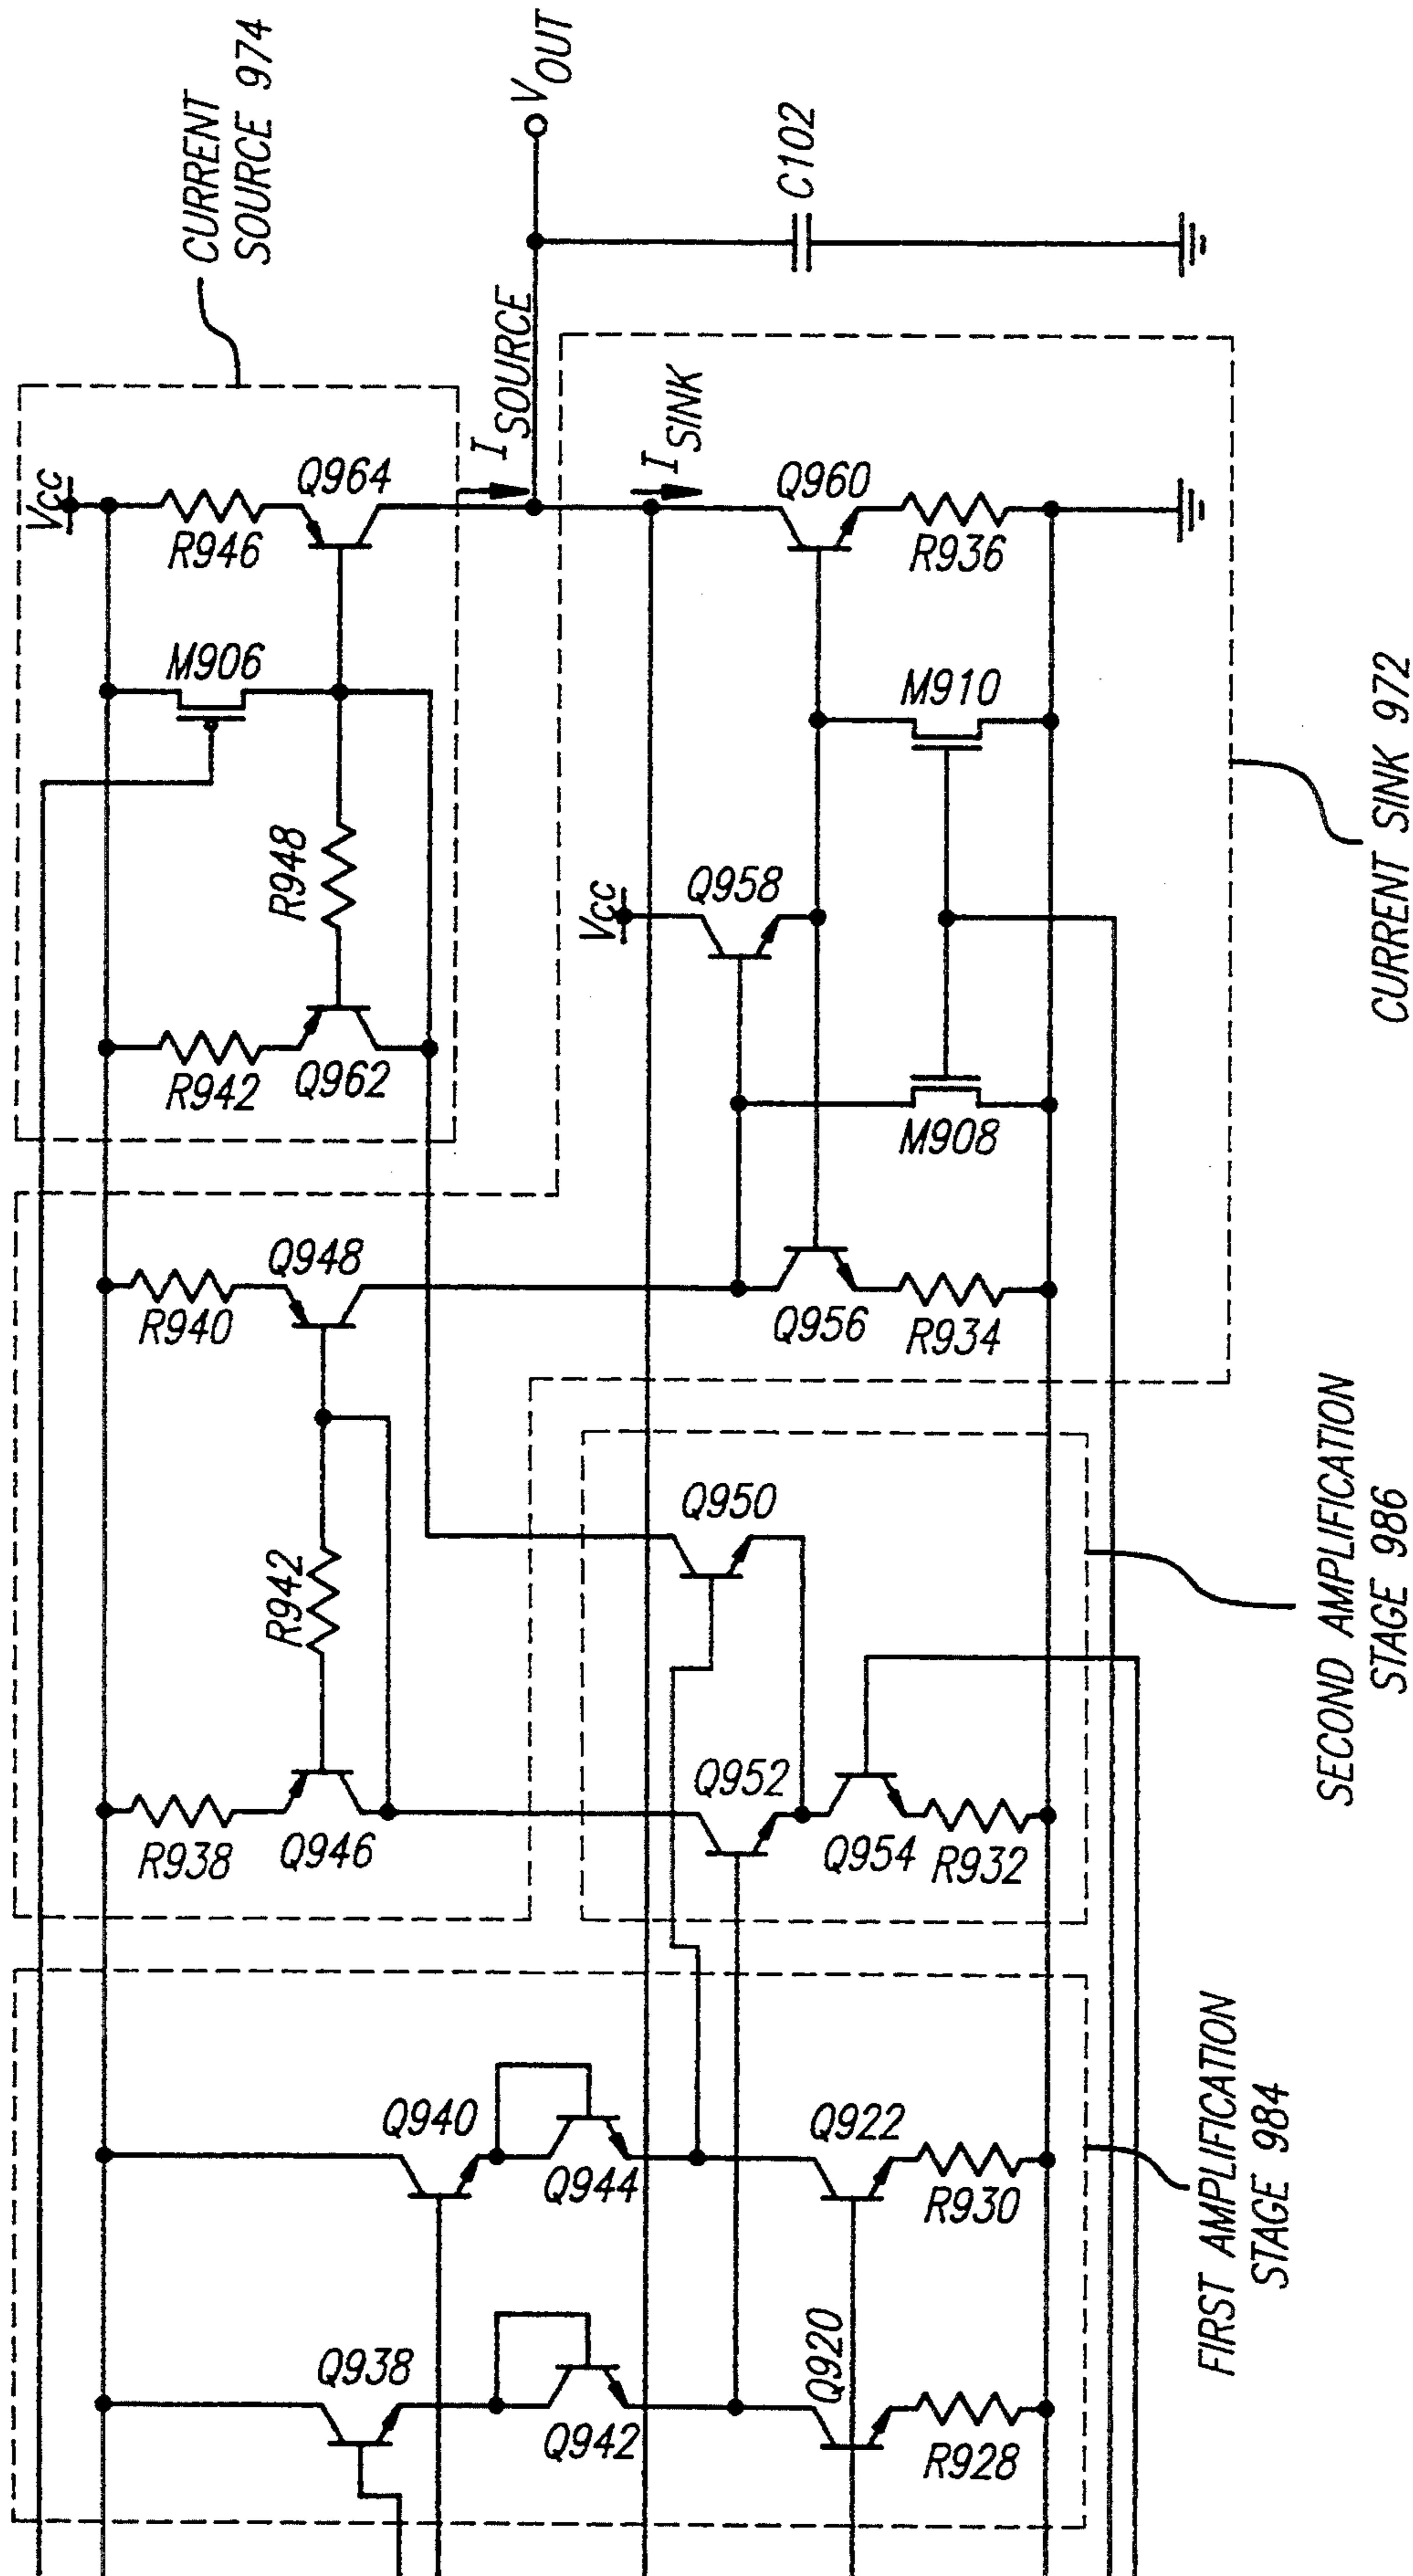 CURRENT
SOURCE 974
VOUT
C102
ISOURCE
ISINK
VCC
R946
Q964
M906
R948
R942
Q962
Q960
R936
M910
VCC
Q958
M908
CURRENT SINK 972
R940
Q948
Q956
R934
R942
Q950
SECOND AMPLIFICATION
STAGE 986
R938
Q946
Q952
Q954
R932
Q940
Q944
Q922
R930
FIRST AMPLIFICATION
STAGE 984
Q938
Q942
Q920
R928